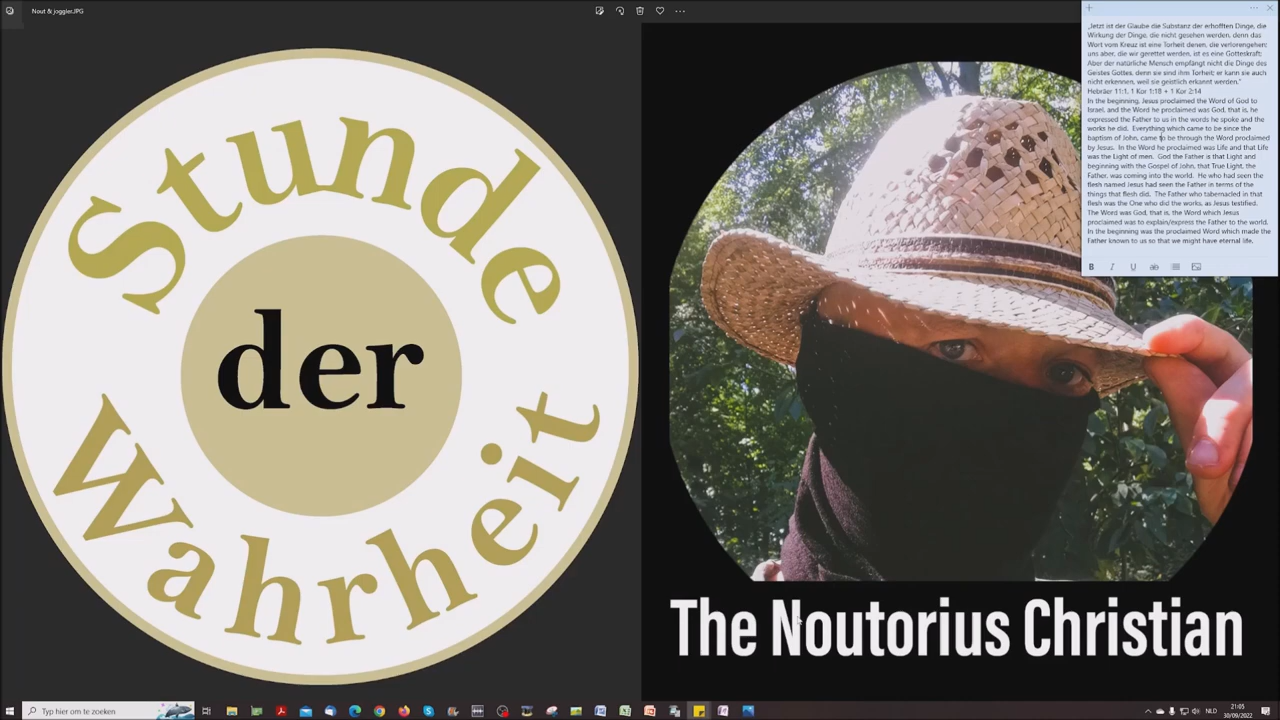 Nout & jogglerJPG
Stunde
der
Wahrheit
„Jetzt ist der Glaube die Substanz der erhofften Dinge, die
Wirkung der Dinge, die nicht gesehen werden, denn das
Wort vom Kreuz ist eine Torheit denen, die verlorengehen;
uns aber, die wir gerettet werden, ist es eine Gotteskraft;
Aber der natürliche Mensch empfängt nicht die Dinge des
Geistes Gottes, denn sie sind ihm Torheit; er kann sie auch
nicht erkennen, weil sie geistlich erkannt werden."
Hebräer 11:1, 1 Kor 1:18 + 1 Kor 2:14
In the beginning, Jesus proclaimed the Word of God to
Israel, and the Word he proclaimed was God, that is, he
expressed the Father to us in the words he spoke and the
works he did. Everything which came to be since the
baptism of John, came to be through the Word proclaimed
by Jesus. In the Word he proclaimed was Life and that Life
was the Light of men. God the Father is that Light and
beginning with the Gospel of John, that True Light, the
Father, was coming into the world. He who had seen the
flesh named Jesus had seen the Father in terms of the
things that flesh did. The Father who tabernacled in that
flesh was the One who did the works, as Jesus testified.
The Word was God, that is, the Word which Jesus
proclaimed was to explain/express the Father to the world.
In the beginning was the proclaimed Word which made the
Father known to us so that we might have eternal life.
B I U ab
The Noutorius Christian
Typ hier om te zoeken
NLD
21:05
30/09/2022